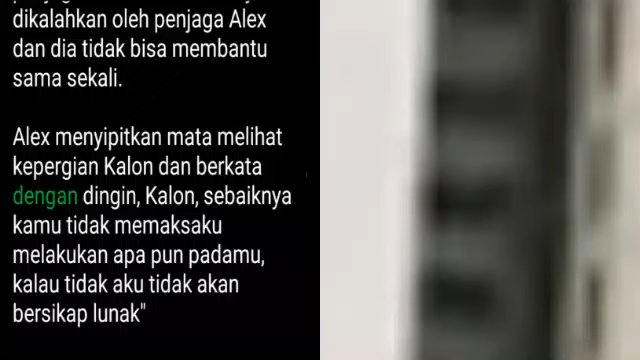 dikalahkan oleh penjaga Alex
dan dia tidak bisa membantu
sama sekali.
Alex menyipitkan mata melihat
kepergian Kalon dan berkata
dengan dingin, Kalon, sebaiknya
kamu tidak memaksaku
melakukan apa pun padamu,
kalau tidak aku tidak akan
bersikap lunak"